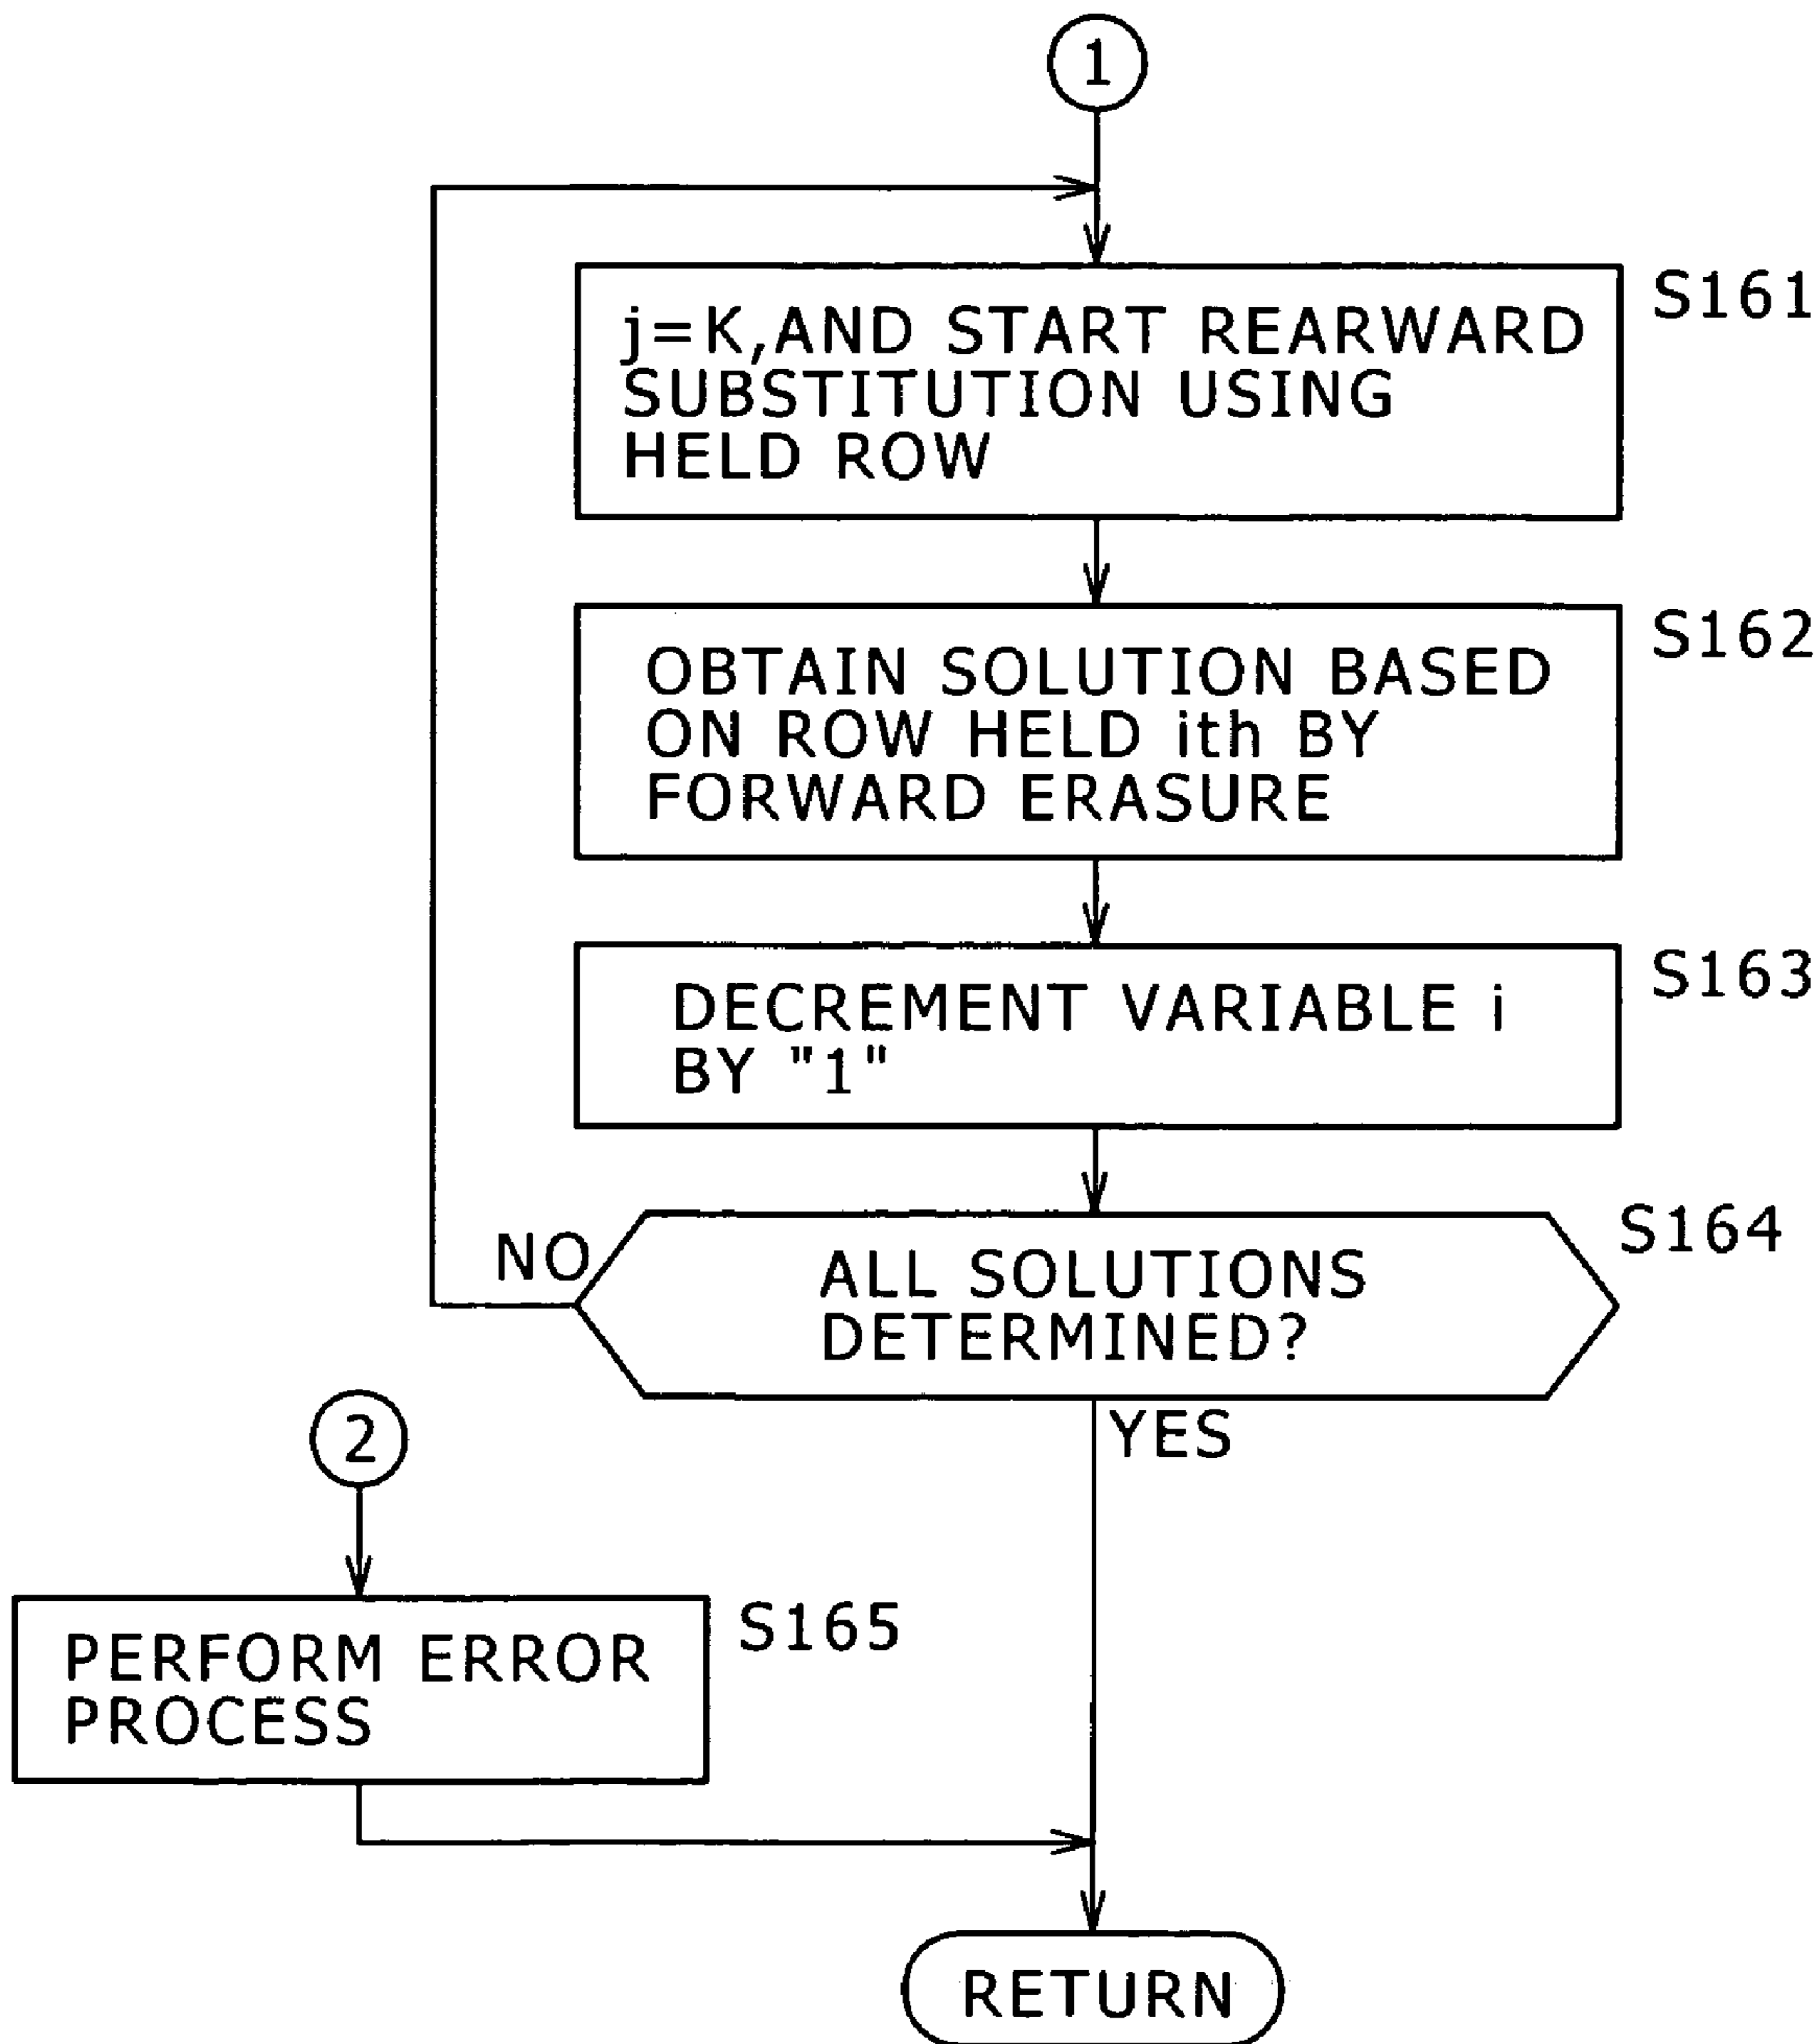 1
j=K,AND START REARWARD
SUBSTITUTION USING
HELD ROW
S161
OBTAIN SOLUTION BASED
ON ROW HELD ith BY
FORWARD ERASURE
S162
DECREMENT VARIABLE i
BY "1"
S163
ALL SOLUTIONS
DETERMINED?
S164
NO
YES
2
PERFORM ERROR
PROCESS
S165
RETURN